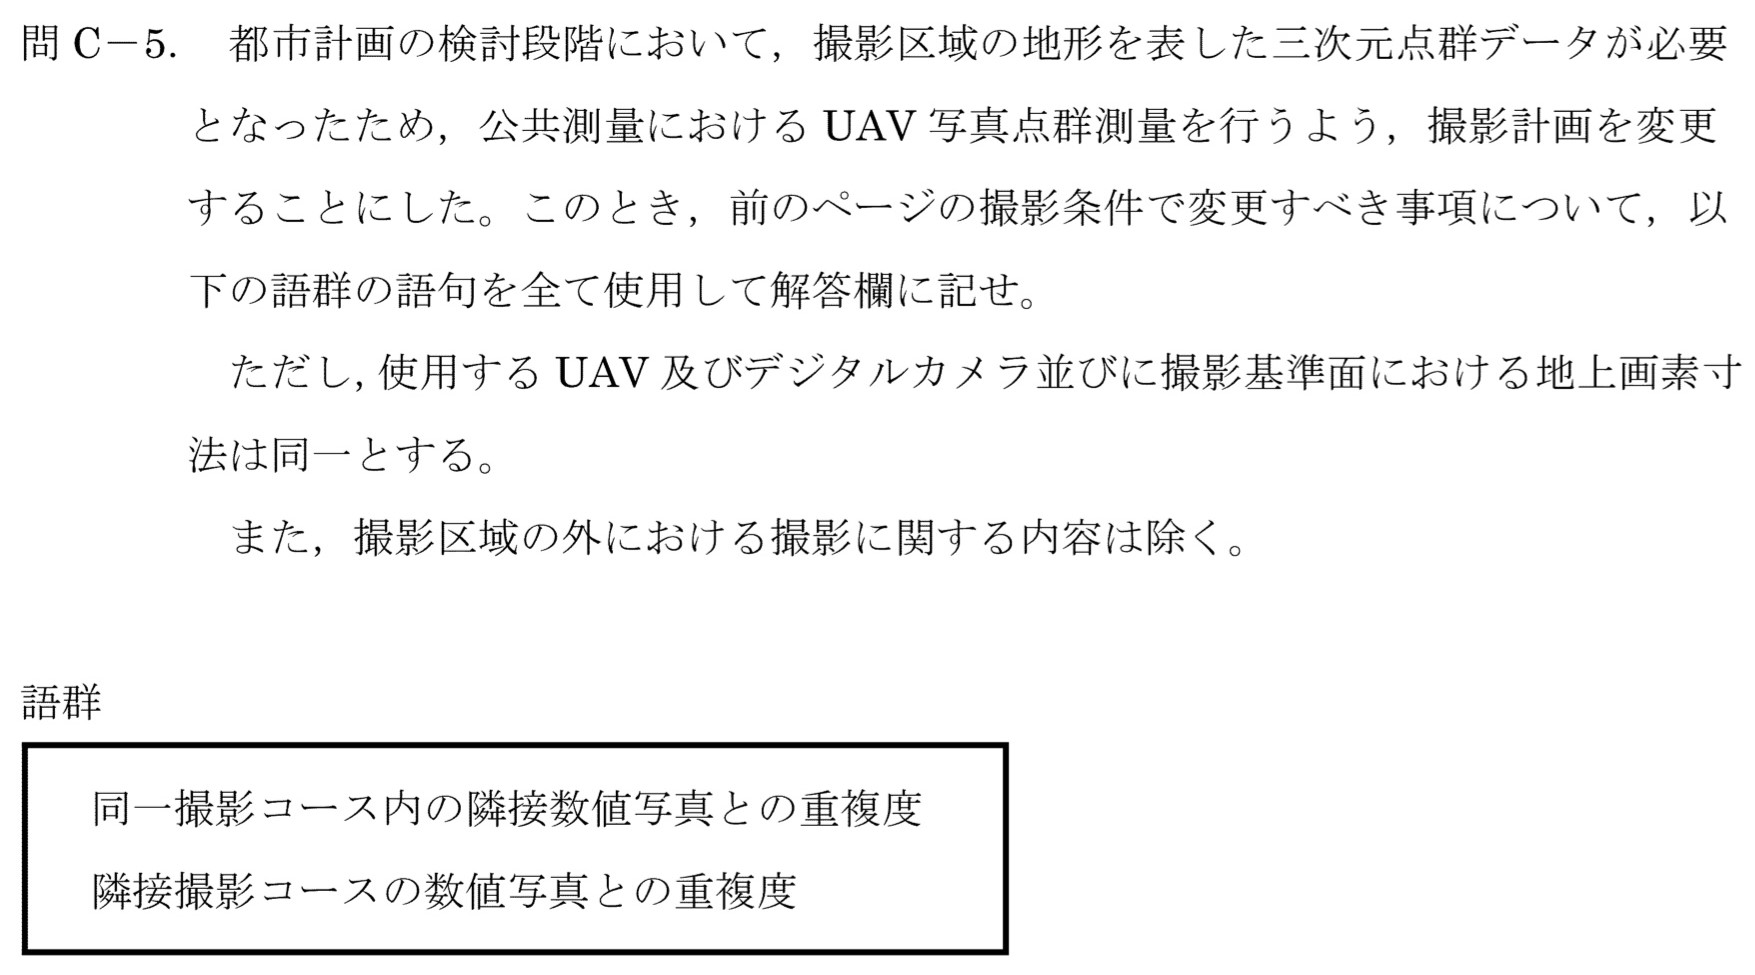 問 C－5. 都市計画の検討段階において，撮影区域の地形を表した三次元点群データが必要
となったため，公共測量における UAV 写真点群測量を行うよう，撮影計画を変更
することにした。このとき，前のページの撮影条件で変更すべき事項について，以
下の語群の語句を全て使用して解答欄に記せ。
ただし，使用する UAV 及びデジタルカメラ並びに撮影基準面における地上画素寸
法は同一とする。
また，撮影区域の外における撮影に関する内容は除く。
語群
同一撮影コース内の隣接数値写真との重複度
隣接撮影コースの数値写真との重複度